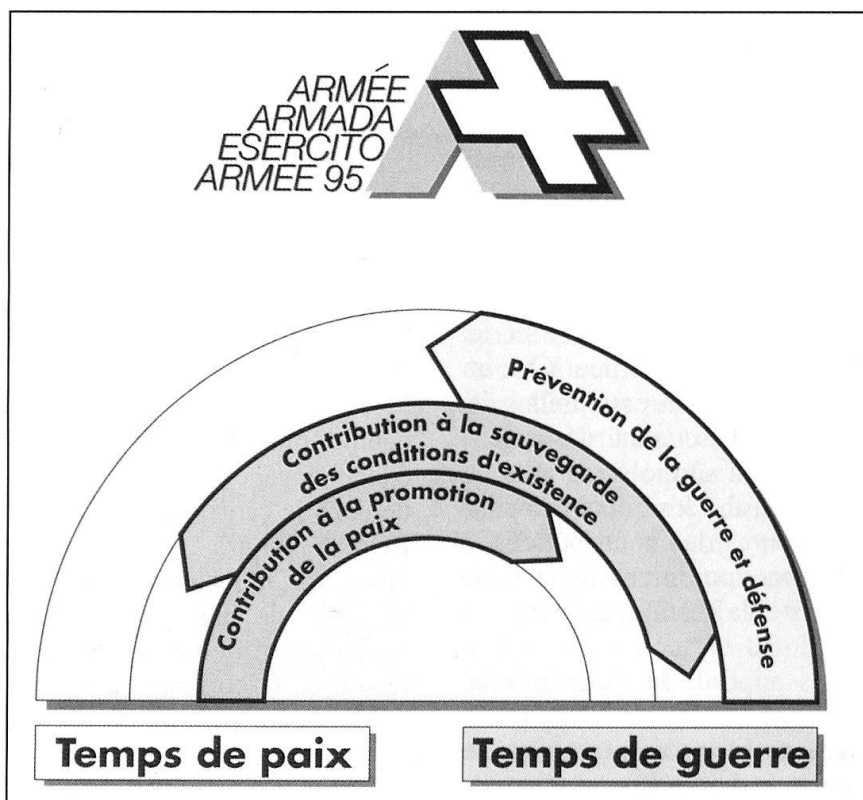 ARMÉE
ARMADA
ESERCITO
ARMEE 95
Prévention de la guerre et défense
Contribution à la sauvegarde
des conditions d'existence
Contribution à la promotion
de la paix
Temps de paix
Temps de guerre